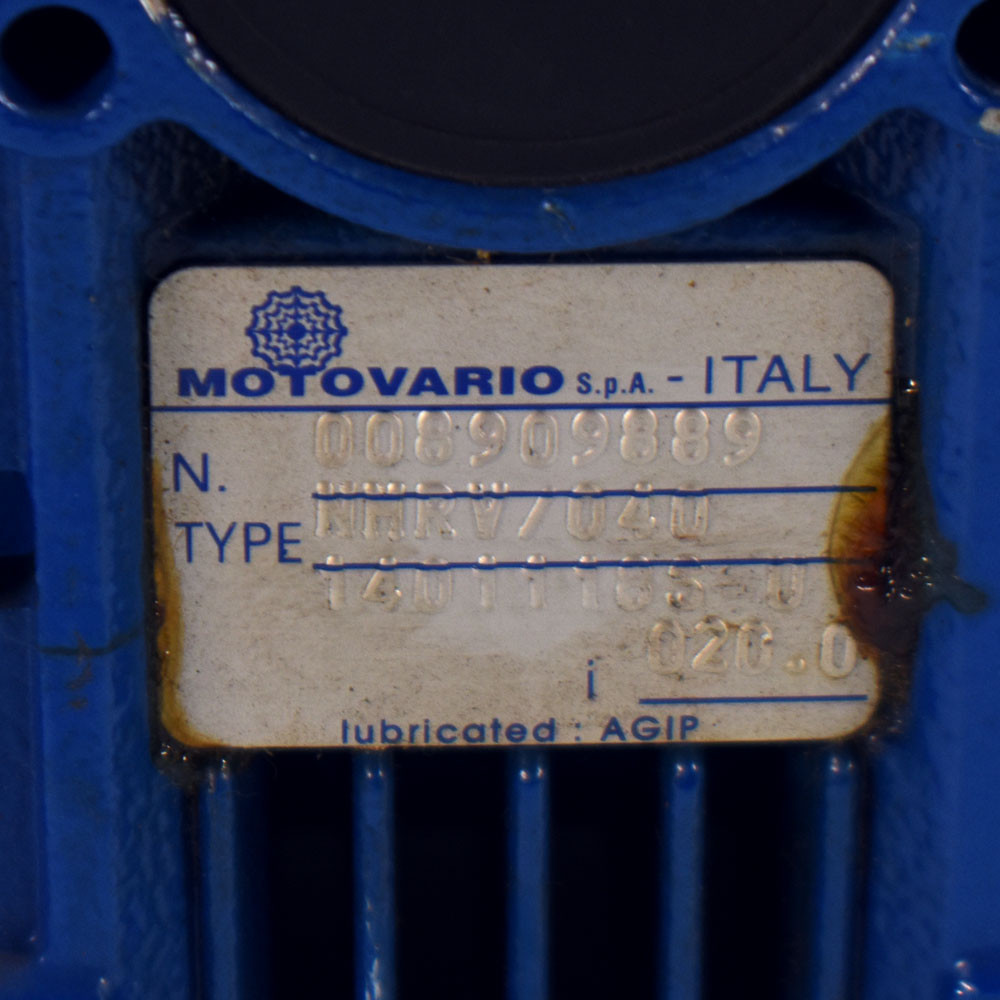 MOTOVARIO S.p.A. - ITALY
N. 008909889
TYPE NMRV/040
i 020.0
lubricated : AGIP